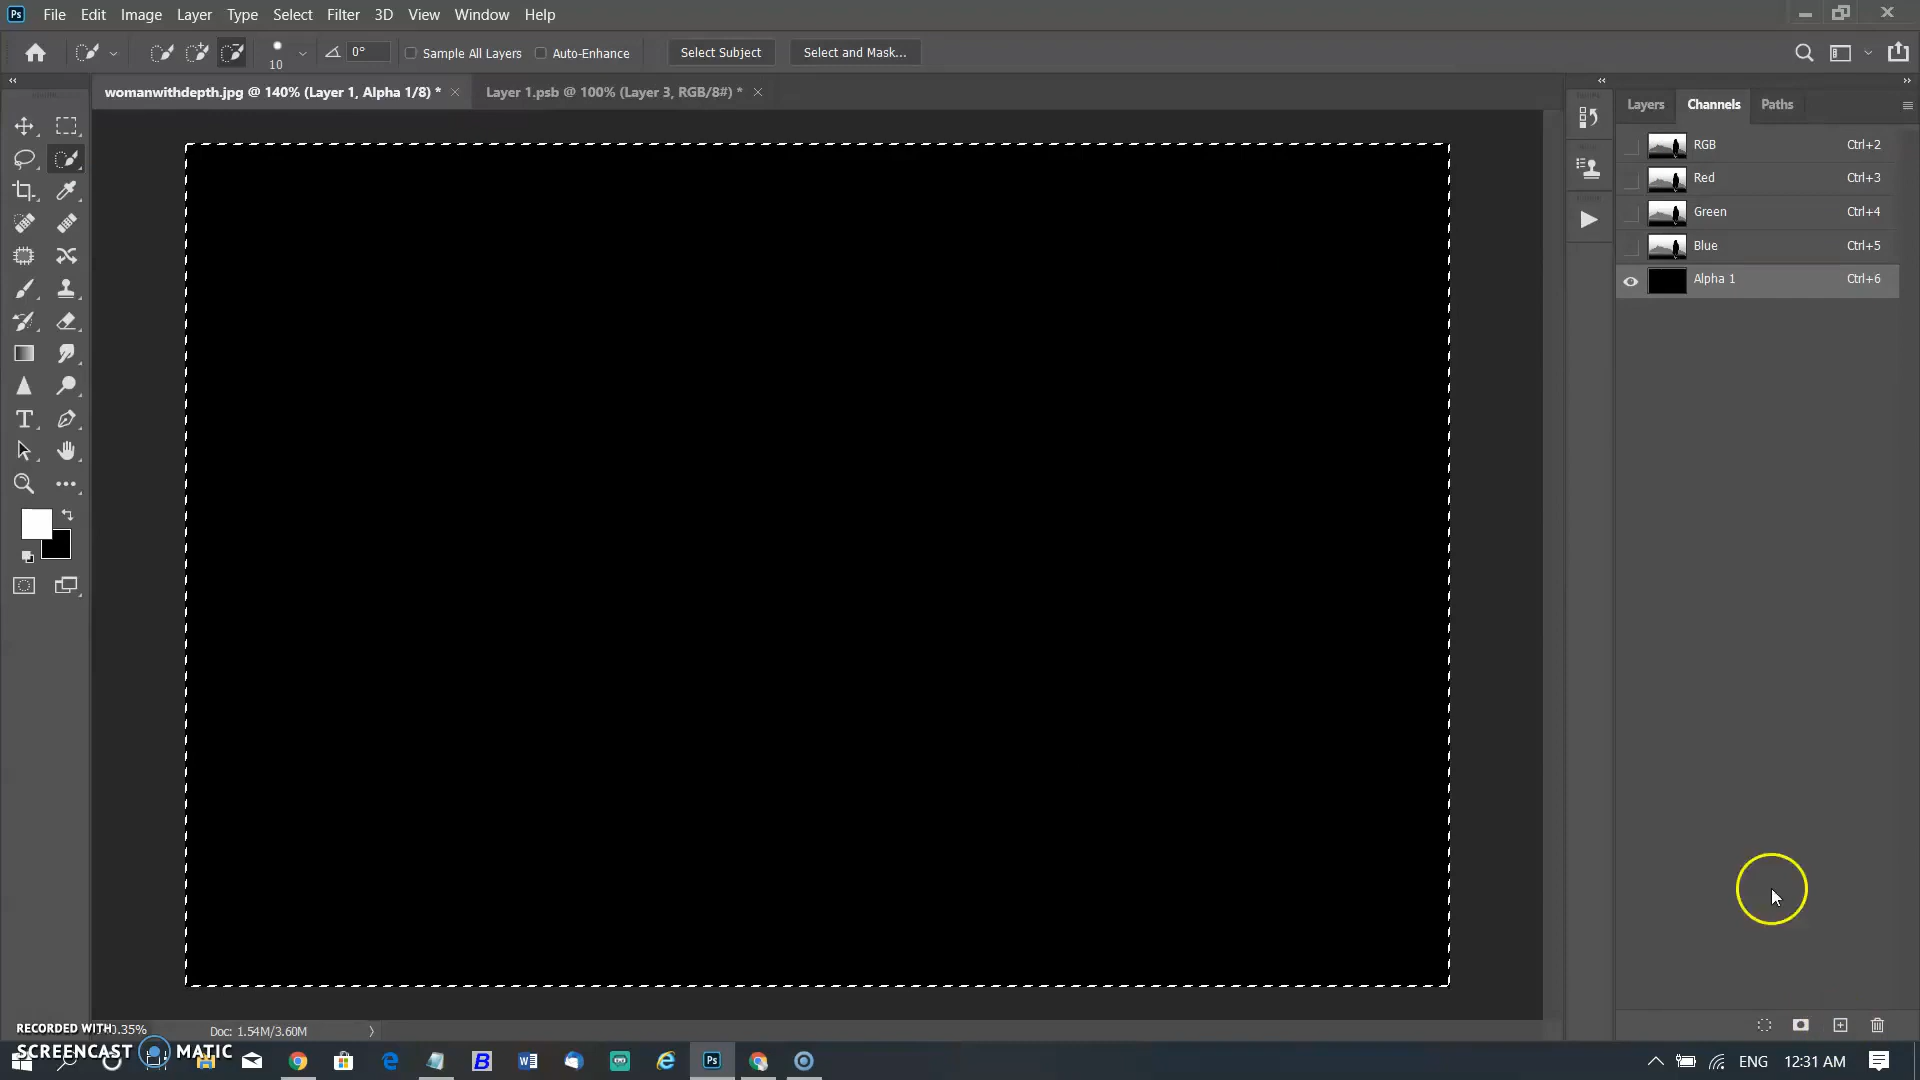 Ps File Edit Image Layer Type Select Filter 3D View Window Help
10 0° Sample All Layers Auto-Enhance Select Subject Select and Mask...
womanwithdepth.jpg @ 140% (Layer 1, Alpha 1/8) * Layer 1.psb @ 100% (Layer 3, RGB/8#) *
Layers Channels Paths
RGB Ctrl+2
Red Ctrl+3
Green Ctrl+4
Blue Ctrl+5
Alpha 1 Ctrl+6
RECORDED WITH
SCREENCAST MATIC
Doc: 1.54M/3.60M
Ps ENG 12:31 AM